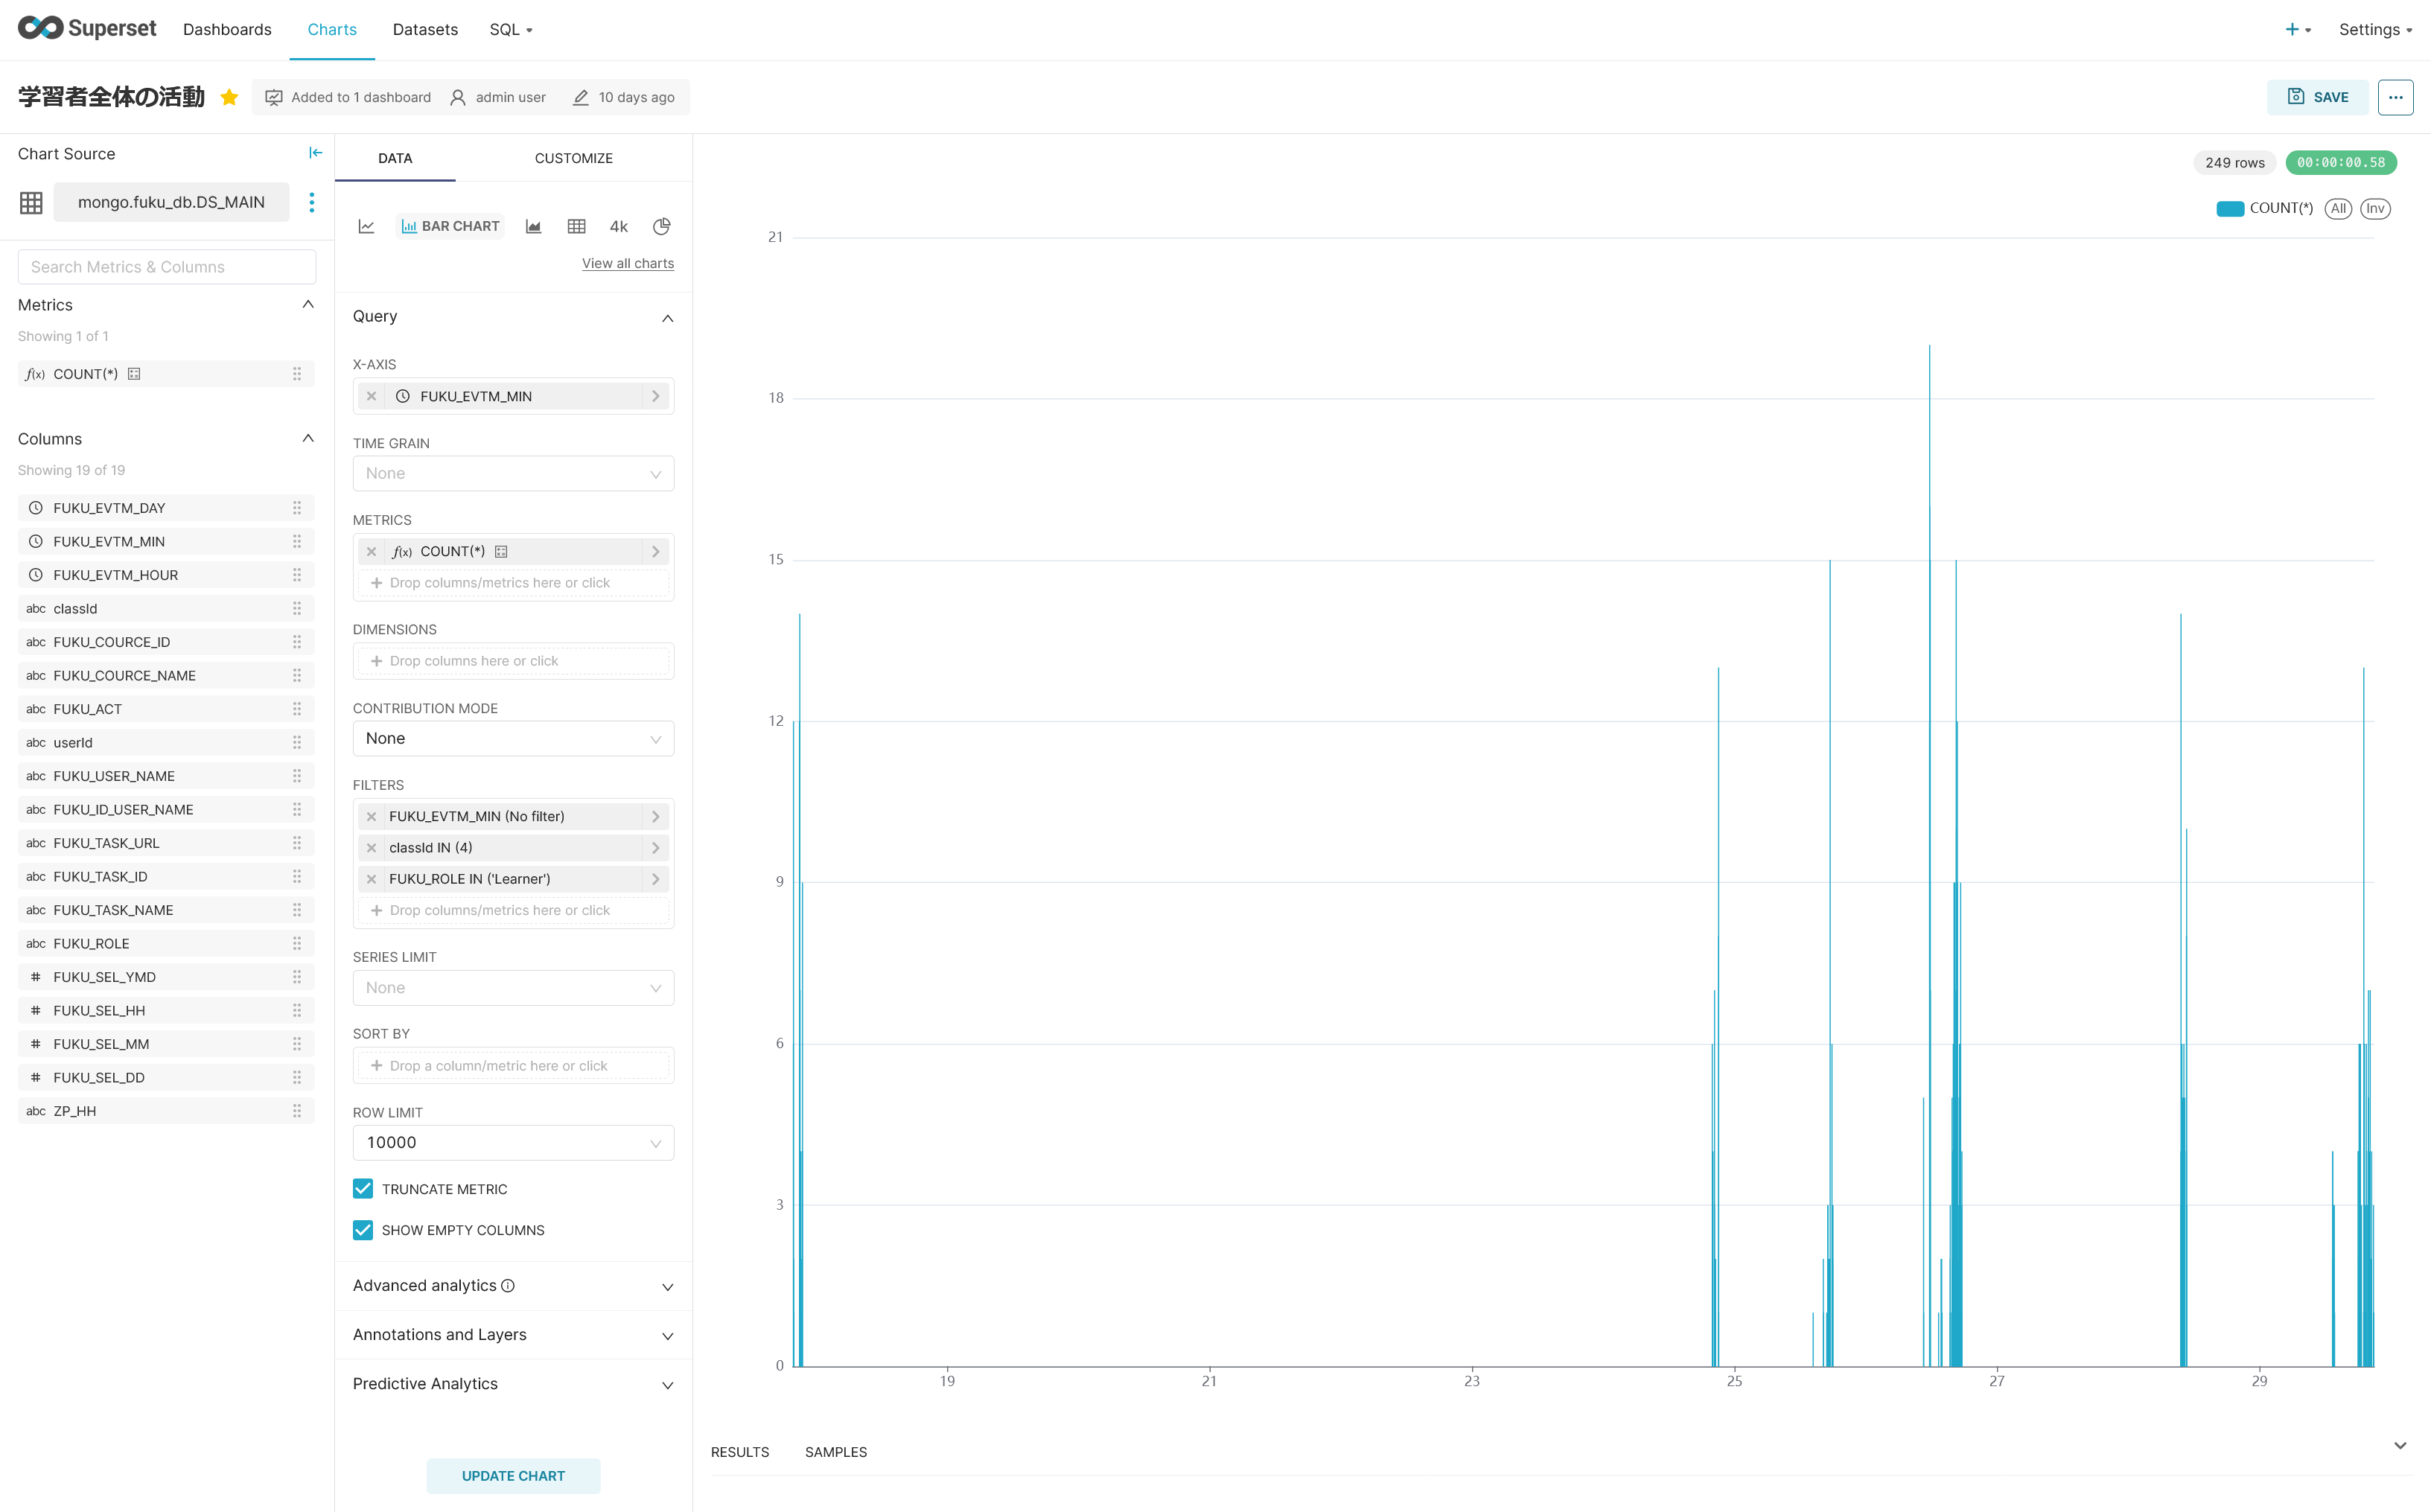 Superset Dashboards Charts Datasets SQL Settings
学習者全体の活動 Added to 1 dashboard admin user 10 days ago SAVE
Chart Source
mongo.fuku_db.DS_MAIN
Search Metrics & Columns
Metrics
Showing 1 of 1
f(x) COUNT(*)
Columns
Showing 19 of 19
FUKU_EVTM_DAY
FUKU_EVTM_MIN
FUKU_EVTM_HOUR
abc classId
abc FUKU_COURCE_ID
abc FUKU_COURCE_NAME
abc FUKU_ACT
abc userId
abc FUKU_USER_NAME
abc FUKU_ID_USER_NAME
abc FUKU_TASK_URL
abc FUKU_TASK_ID
abc FUKU_TASK_NAME
abc FUKU_ROLE
# FUKU_SEL_YMD
# FUKU_SEL_HH
# FUKU_SEL_MM
# FUKU_SEL_DD
abc ZP_HH
DATA CUSTOMIZE
BAR CHART 4k
View all charts
Query
X-AXIS
FUKU_EVTM_MIN
TIME GRAIN
None
METRICS
f(x) COUNT(*)
+ Drop columns/metrics here or click
DIMENSIONS
+ Drop columns here or click
CONTRIBUTION MODE
None
FILTERS
FUKU_EVTM_MIN (No filter)
classId IN (4)
FUKU_ROLE IN ('Learner')
+ Drop columns/metrics here or click
SERIES LIMIT
None
SORT BY
+ Drop a column/metric here or click
ROW LIMIT
10000
TRUNCATE METRIC
SHOW EMPTY COLUMNS
Advanced analytics
Annotations and Layers
Predictive Analytics
UPDATE CHART
249 rows 00:00:00.58
COUNT(*) All Inv
21
18
15
12
9
6
3
0
19 21 23 25 27 29
RESULTS SAMPLES